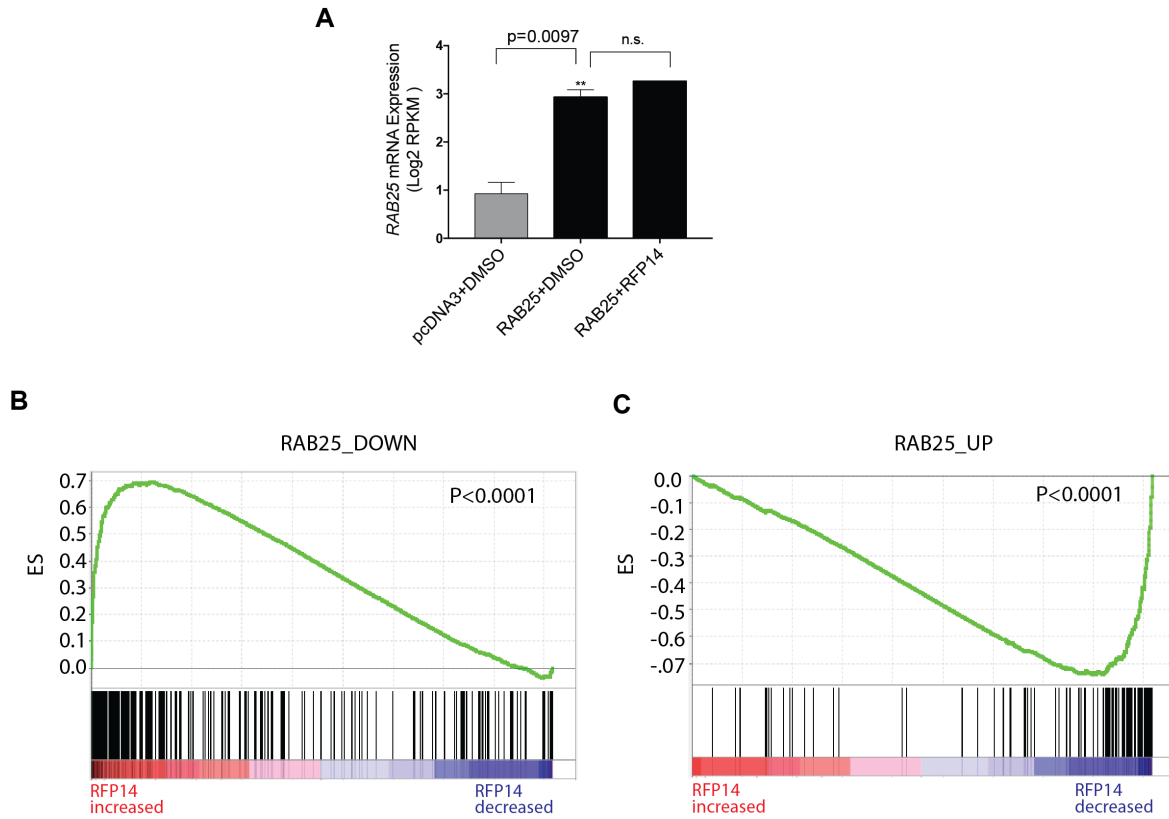 A
p=0.0097
n.s.
**
RAB25 mRNA Expression
(Log2 RPKM )
4
3
2
1
0
pcDNA3+DMSO
RAB25+DMSO
RAB25+RFP14
B
RAB25_DOWN
P<0.0001
ES
0.7
0.6
0.5
0.4
0.3
0.2
0.1
0.0
RFP14
increased
RFP14
decreased
C
RAB25_UP
P<0.0001
ES
0.0
-0.1
-0.2
-0.3
-0.4
-0.5
-0.6
-.07
RFP14
increased
RFP14
decreased